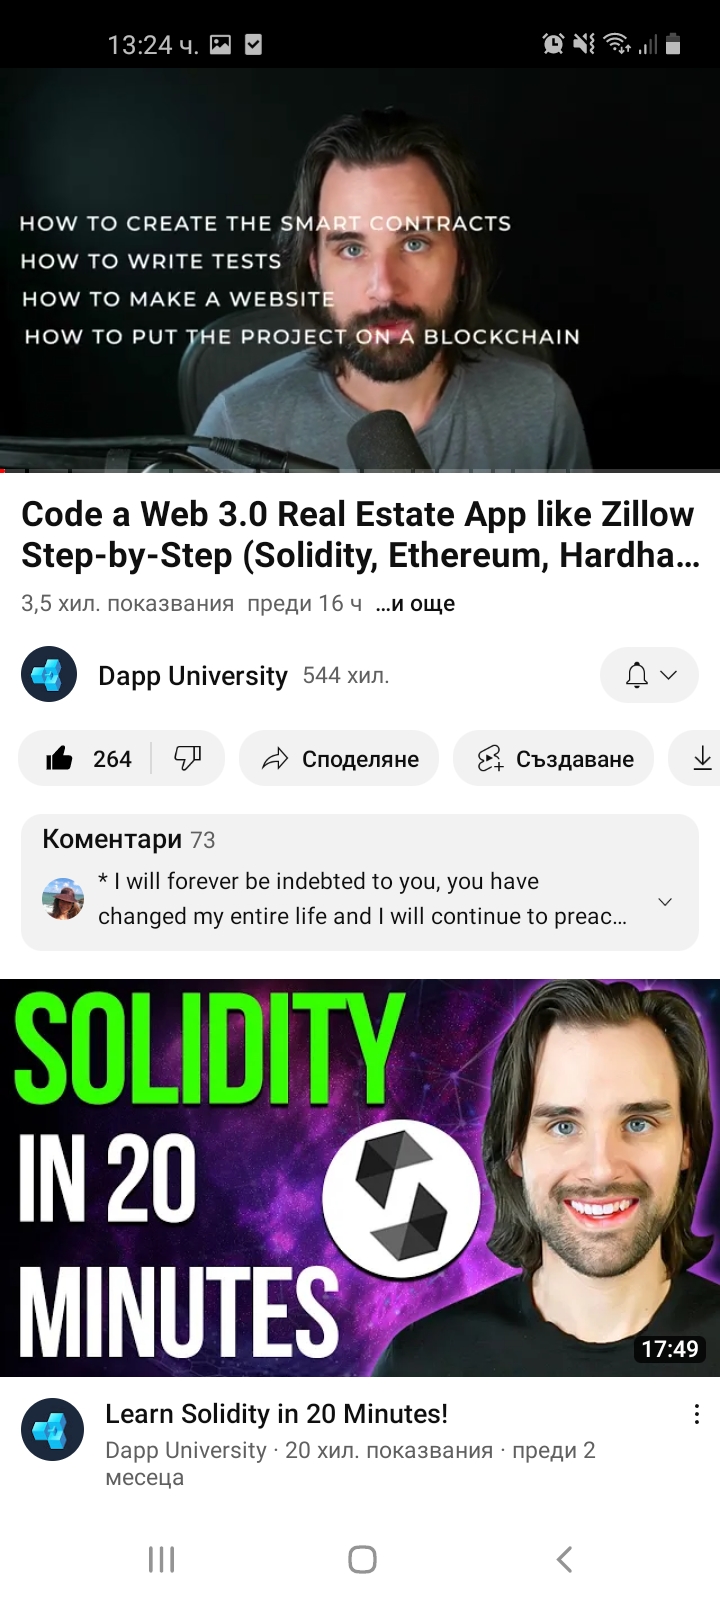 13:24 ч.
HOW TO CREATE THE SMART CONTRACTS
HOW TO WRITE TESTS
HOW TO MAKE A WEBSITE
HOW TO PUT THE PROJECT ON A BLOCKCHAIN
Code a Web 3.0 Real Estate App like Zillow
Step-by-Step (Solidity, Ethereum, Hardha...
3,5 хил. показвания преди 16 ч ...и още
Dapp University 544 хил.
264 Споделяне Създаване
Коментари 73
* I will forever be indebted to you, you have
changed my entire life and I will continue to preac...
SOLIDITY
IN 20
MINUTES
17:49
Learn Solidity in 20 Minutes!
Dapp University · 20 хил. показвания · преди 2
месеца